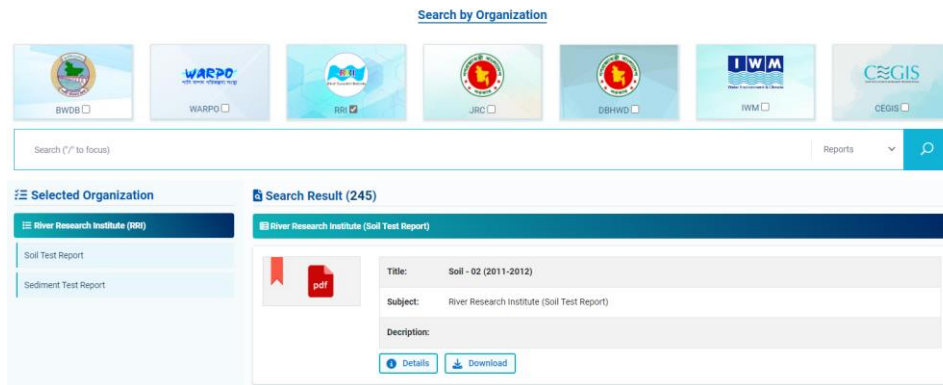 Search by Organization
WARPO
IWM
CEGIS
BWDB
WARPO
RRI
JRC
DBHWD
IWM
CEGIS
Search ("/" to focus)
Reports
Selected Organization
Search Result (245)
River Research Institute (RRI)
River Research Institute (Soil Test Report)
Soil Test Report
Sediment Test Report
pdf
Title: Soil - 02 (2011-2012)
Subject: River Research Institute (Soil Test Report)
Decription:
Details
Download